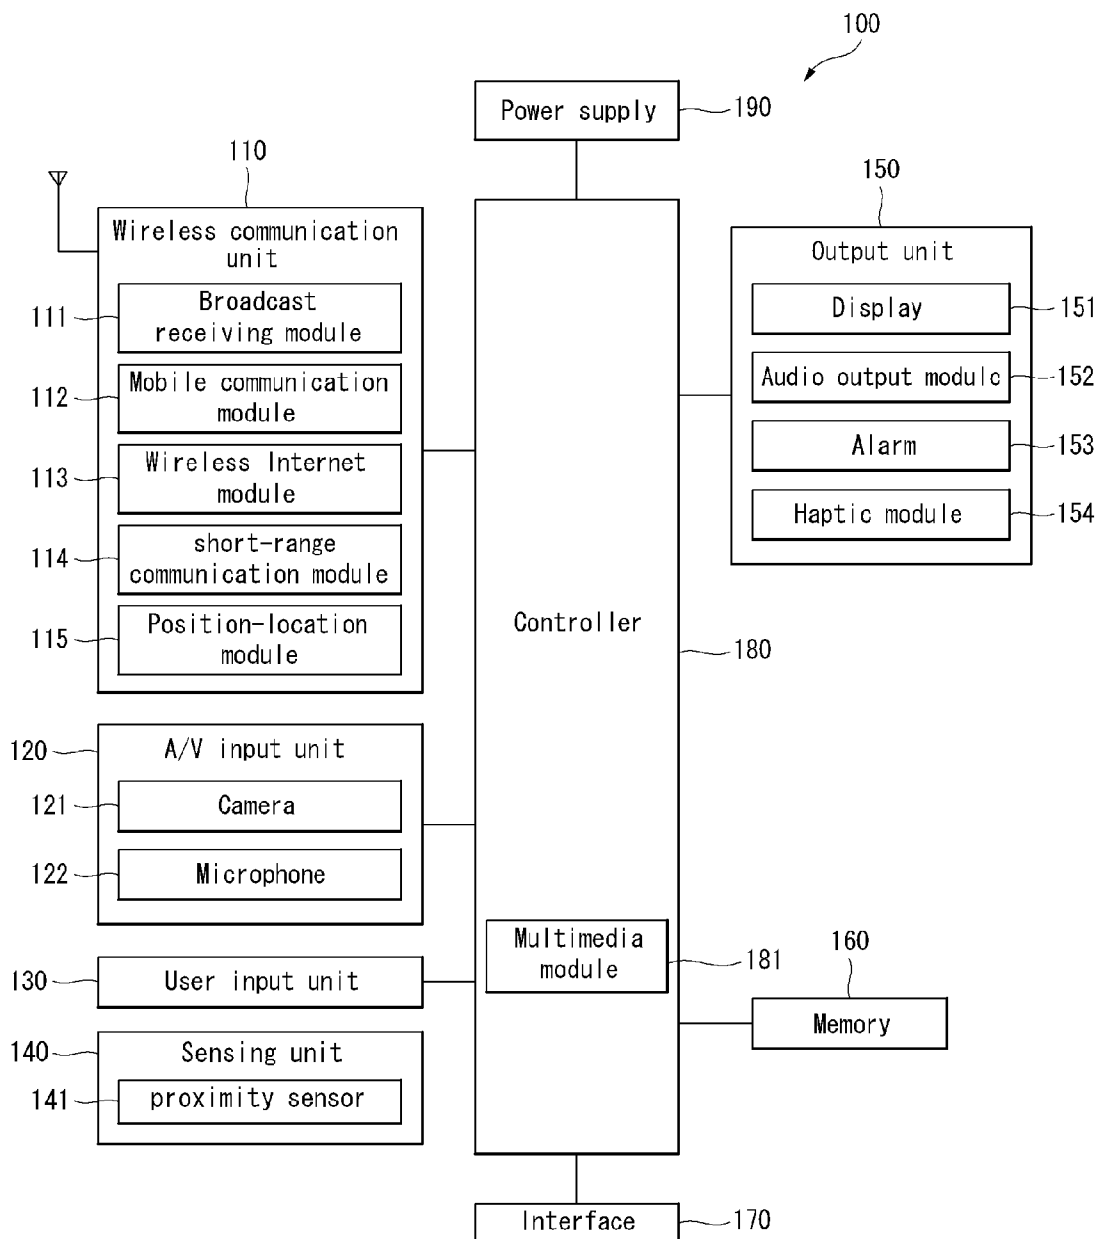 100
Power supply
190
110
Wireless communication
unit
111
Broadcast
receiving module
112
Mobile communication
module
113
Wireless Internet
module
114
short-range
communication module
115
Position-location
module
120
A/V input unit
121
Camera
122
Microphone
130
User input unit
140
Sensing unit
141
proximity sensor
Controller
180
Multimedia
module
181
150
Output unit
Display
151
Audio output module
152
Alarm
153
Haptic module
154
160
Memory
Interface
170